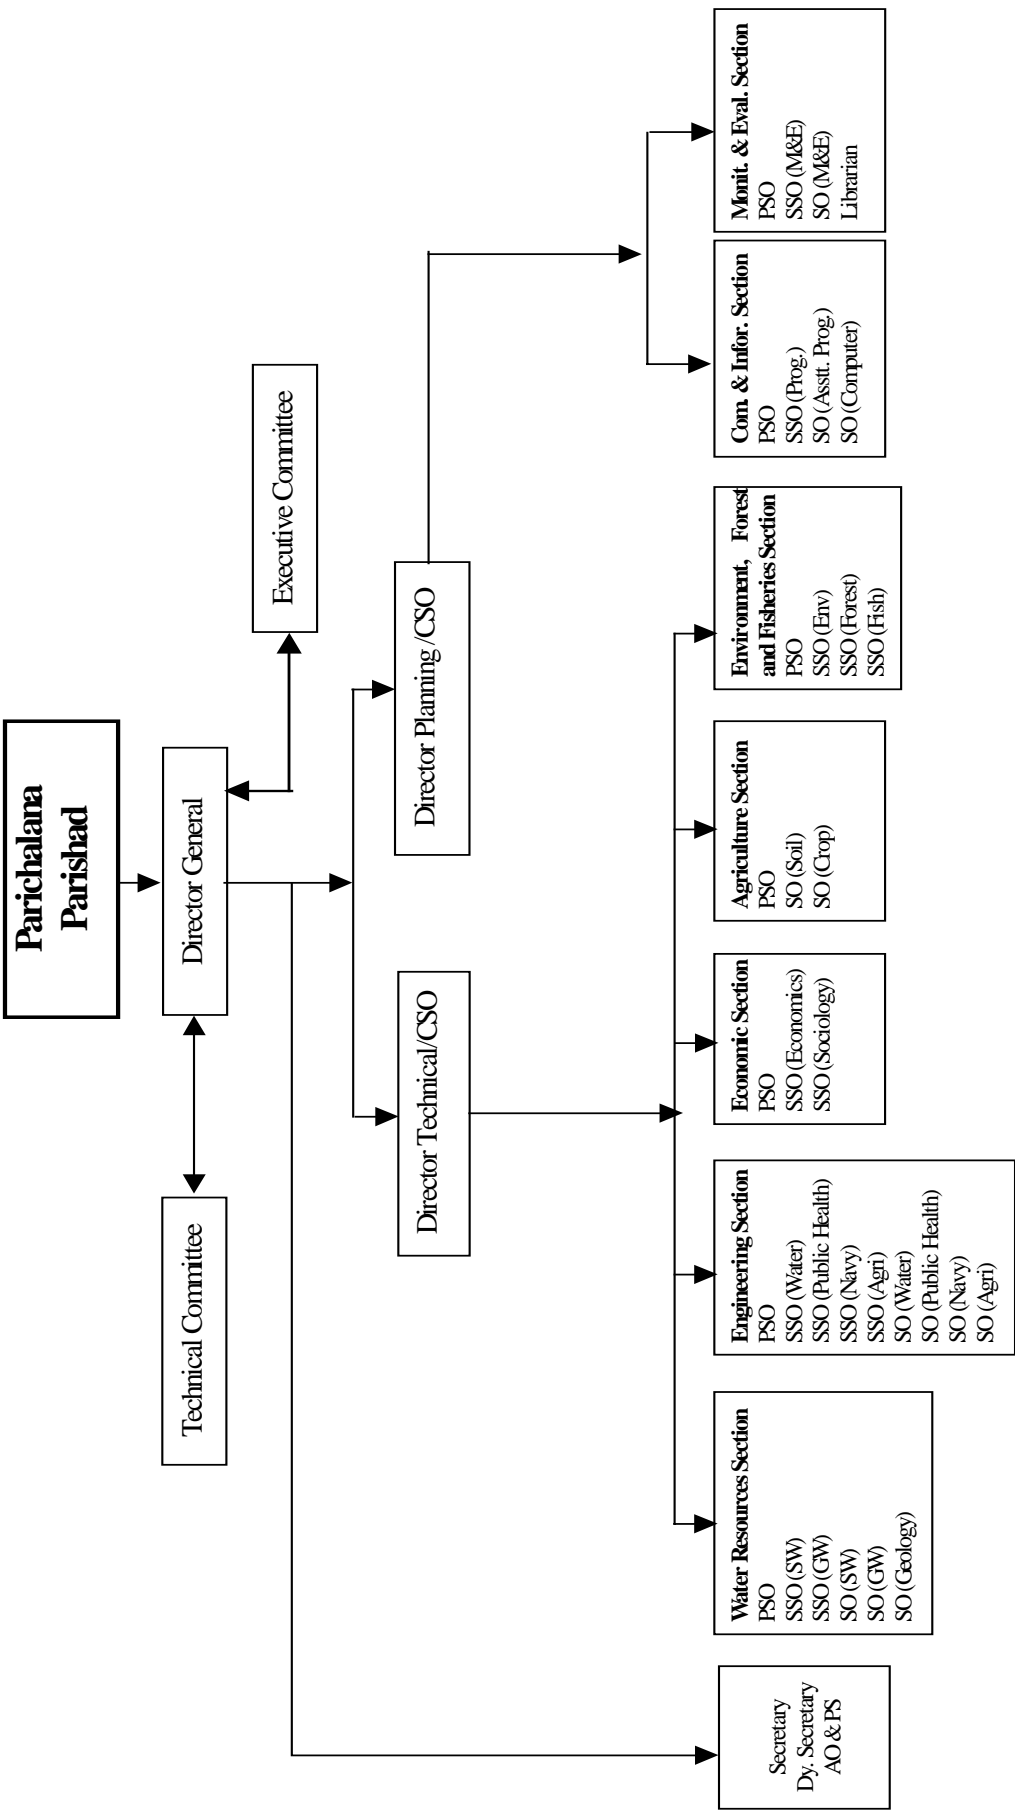 Parichalana
Parishad
Technical Committee
Director General
Executive Committee
Director Technical/CSO
Director Planning /CSO
Secretary
Dy. Secretary
AO & PS
Water Resources Section
PSO
SSO (SW)
SSO (GW)
SO (SW)
SO (GW)
SO (Geology)
Engineering Section
PSO
SSO (Water)
SSO (Public Health)
SSO (Navy)
SSO (Agri)
SO (Water)
SO (Public Health)
SO (Navy)
SO (Agri)
Economic Section
PSO
SSO (Economics)
SSO (Sociology)
Agriculture Section
PSO
SO (Soil)
SO (Crop)
Environment, Forest
and Fisheries Section
PSO
SSO (Env)
SSO (Forest)
SSO (Fish)
Com. & Infor. Section
PSO
SSO (Prog.)
SO (Asstt. Prog.)
SO (Computer)
Monit. & Eval. Section
PSO
SSO (M&E)
SO (M&E)
Librarian